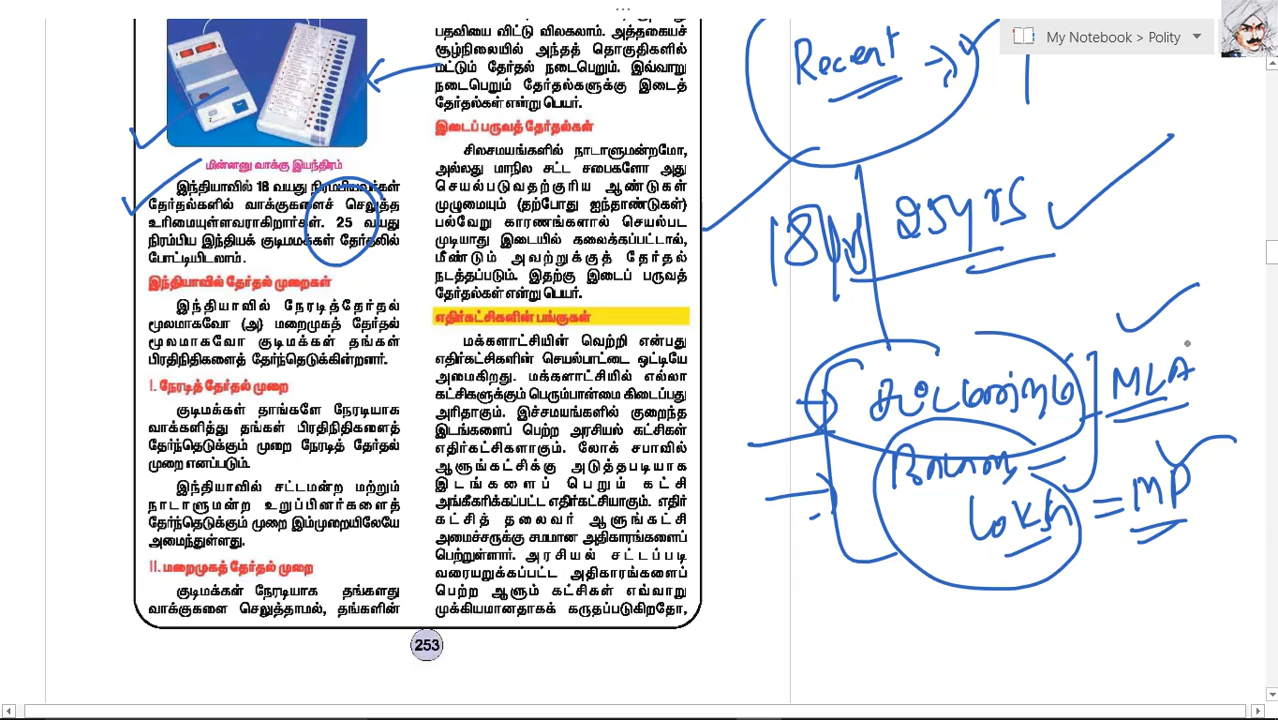 பதவியை விட்டு விலகலாம். அத்தகையச்
சூழ்நிலையில் அந்தத் தொகுதிகளில்
மட்டும் தேர்தல் நடைபெறும். இவ்வாறு
நடைபெறும் தேர்தல்களுக்கு இடைத்
தேர்தல்கள் என்று பெயர்.
மின்னனு வாக்கு இயந்திரம்
இந்தியாவில் 18 வயது நிரம்பியவர்கள்
தேர்தல்களில் வாக்குகளைச் செலுத்த
உரிமையுள்ளவராகிறார்கள். 25 வயது
நிரம்பிய இந்தியக் குடிமமக்கள் தேர்தலில்
போட்டியிடலாம்.
இந்தியாவில் தேர்தல் முறைகள்
இந்தியாவில் நேரடித்தேர்தல்
மூலமாகவோ (அ) மறைமுகத் தேர்தல்
மூலமாகவோ குடிமக்கள் தங்கள்
பிரதிநிதிகளைத் தேர்ந்தெடுக்கின்றனர்.
I. நேரடித் தேர்தல் முறை
குடிமக்கள் தாங்களே நேரடியாக
வாக்களித்து தங்கள் பிரதிநிதிகளைத்
தேர்ந்தெடுக்கும் முறை நேரடித் தேர்தல்
முறை எனப்படும்.
இந்தியாவில் சட்டமன்ற மற்றும்
நாடாளுமன்ற உறுப்பினர்களைத்
தேர்ந்தெடுக்கும் முறை இம்முறையிலேயே
அமைந்துள்ளது.
II. மறைமுகத் தேர்தல் முறை
குடிமக்கள் நேரடியாக தங்களது
வாக்குகளை செலுத்தாமல், தங்களின்
இடைப் பருவத் தேர்தல்கள்
சிலசமயங்களில் நாடாளுமன்றமோ,
அல்லது மாநில சட்ட சபைகளோ அது
செயல்படுவதற்குரிய ஆண்டுகள்
முழுமையும் (தற்போது ஐந்தாண்டுகள்)
பல்வேறு காரணங்களால் செயல்பட
முடியாது இடையில் கலைக்கப்பட்டால்,
மீண்டும் அவற்றுக்குத் தேர்தல்
நடத்தப்படும். இதற்கு இடைப் பருவத்
தேர்தல்கள் என்று பெயர்.
எதிர்கட்சிகளின் பங்குகள்
மக்களாட்சியின் வெற்றி என்பது
எதிர்கட்சிகளின் செயல்பாட்டை ஒட்டியே
அமைகிறது. மக்களாட்சியில் எல்லா
கட்சிகளுக்கும் பெரும்பான்மை கிடைப்பது
அரிதாகும். இச்சமயங்களில் குறைந்த
இடங்களைப் பெற்ற அரசியல் கட்சிகள்
எதிர்கட்சிகளாகும். லோக் சபாவில்
ஆளுங்கட்சிக்கு அடுத்தபடியாக
இடங்களைப் பெறும் கட்சி
அங்கீகரிக்கப்பட்ட எதிர்கட்சியாகும். எதிர்
கட்சித் தலைவர் ஆளுங்கட்சி
அமைச்சருக்கு சமமான அதிகாரங்களைப்
பெற்றுள்ளார். அரசியல் சட்டப்படி
வரையறுக்கப்பட்ட அதிகாரங்களைப்
பெற்ற ஆளும் கட்சிகள் எவ்வாறு
முக்கியமானதாகக் கருதப்படுகிறதோ,
253
My Notebook > Polity
Recent
18 yr
25 yrs
சட்டமன்றம்
MLA
= MP